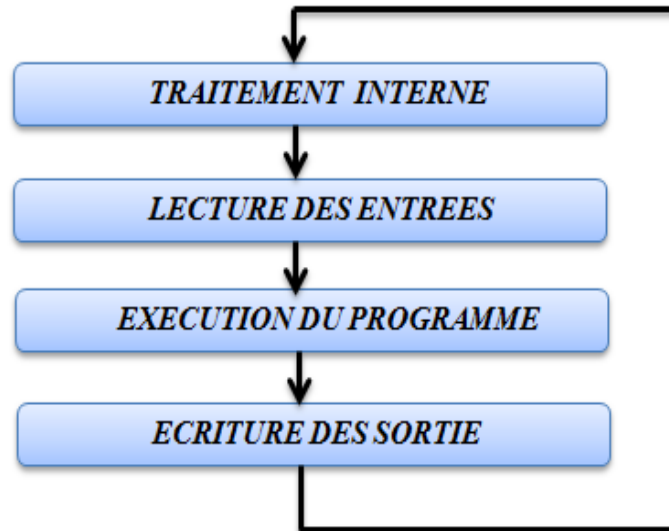 TRAITEMENT INTERNE
LECTURE DES ENTREES
EXECUTION DU PROGRAMME
ECRITURE DES SORTIE